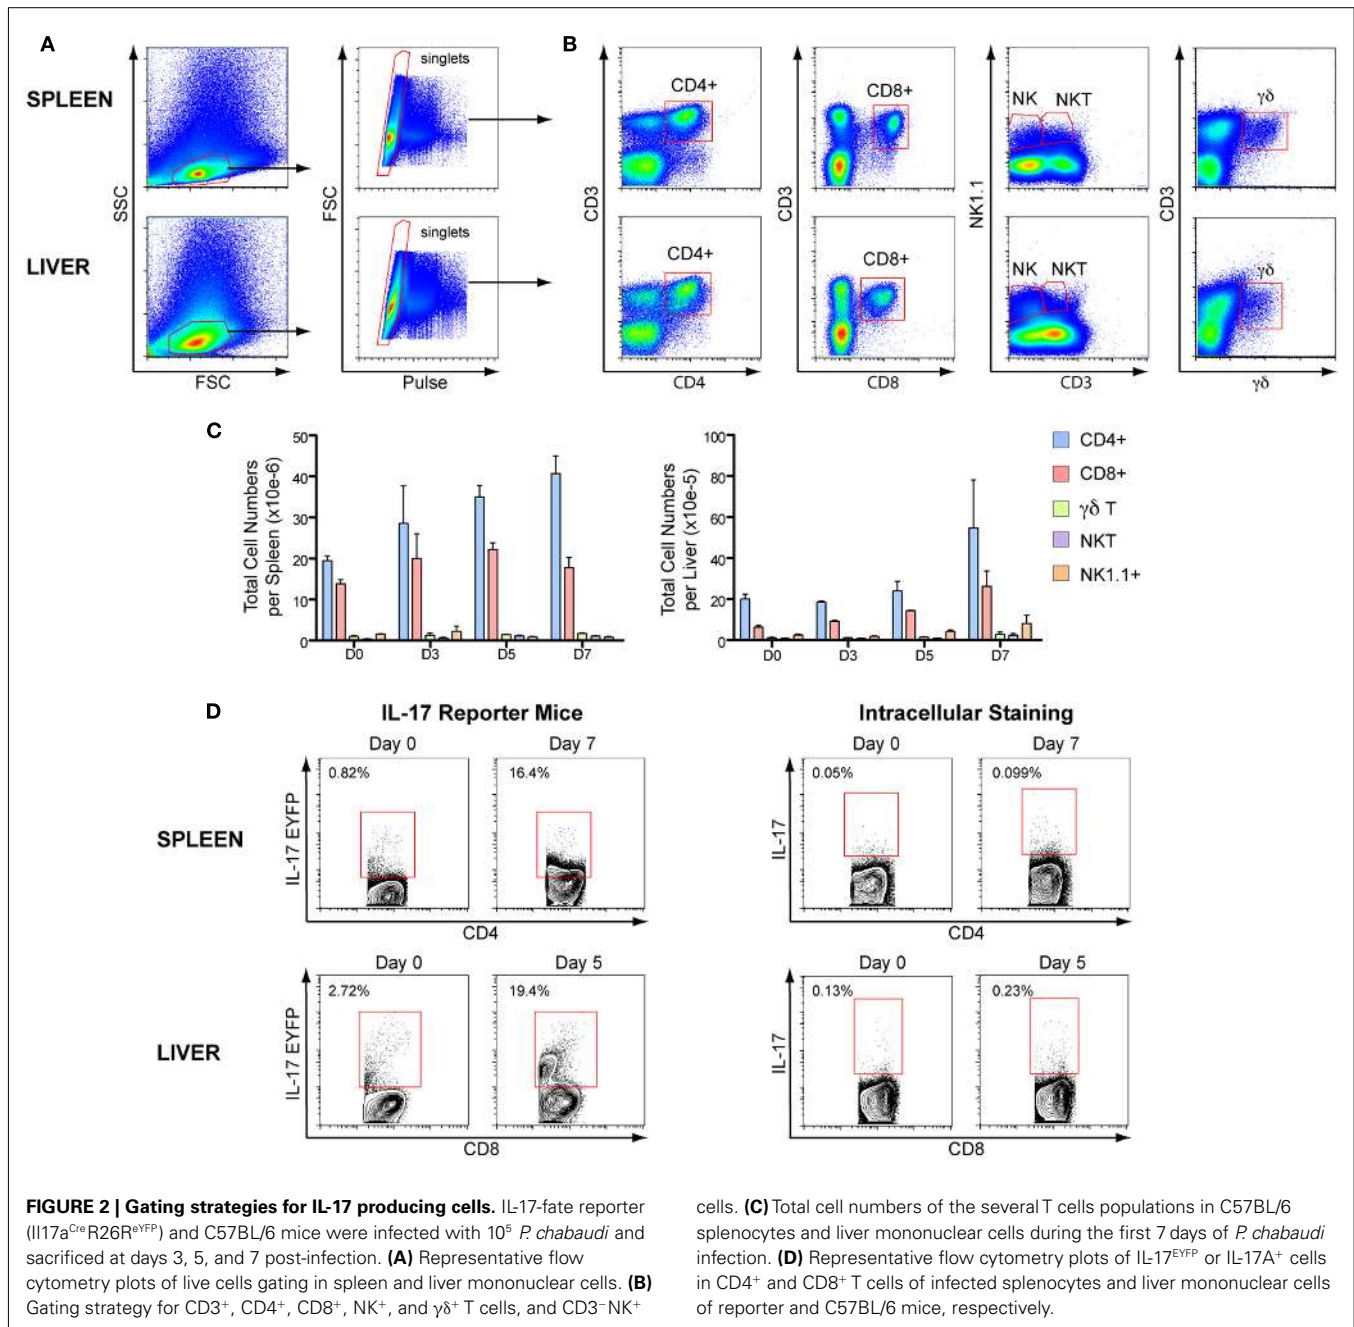 A
B
SPLEEN
SSC
FSC
singlets
CD3
CD4+
CD3
CD8+
NK1.1
NK
NKT
CD3
γδ
LIVER
singlets
CD4+
CD8+
NK
NKT
γδ
FSC
Pulse
CD4
CD8
CD3
γδ
C
Total Cell Numbers
per Spleen (x10e-6)
50
40
30
20
10
0
D0
D3
D5
D7
Total Cell Numbers
per Liver (x10e-5)
100
80
60
40
20
0
D0
D3
D5
D7
CD4+
CD8+
γδ T
NKT
NK1.1+
D
IL-17 Reporter Mice
Intracellular Staining
Day 0
Day 7
Day 0
Day 7
SPLEEN
IL-17 EYFP
0.82%
16.4%
IL-17
0.05%
0.099%
CD4
CD4
Day 0
Day 5
Day 0
Day 5
LIVER
IL-17 EYFP
2.72%
19.4%
IL-17
0.13%
0.23%
CD8
CD8
FIGURE 2 | Gating strategies for IL-17 producing cells. IL-17-fate reporter
(Il17aCreR26ReYFP) and C57BL/6 mice were infected with 10⁵ P. chabaudi and
sacrificed at days 3, 5, and 7 post-infection. (A) Representative flow
cytometry plots of live cells gating in spleen and liver mononuclear cells. (B)
Gating strategy for CD3⁺, CD4⁺, CD8⁺, NK⁺, and γδ⁺ T cells, and CD3⁻NK⁺
cells. (C) Total cell numbers of the several T cells populations in C57BL/6
splenocytes and liver mononuclear cells during the first 7 days of P. chabaudi
infection. (D) Representative flow cytometry plots of IL-17EYFP or IL-17A⁺ cells
in CD4⁺ and CD8⁺ T cells of infected splenocytes and liver mononuclear cells
of reporter and C57BL/6 mice, respectively.